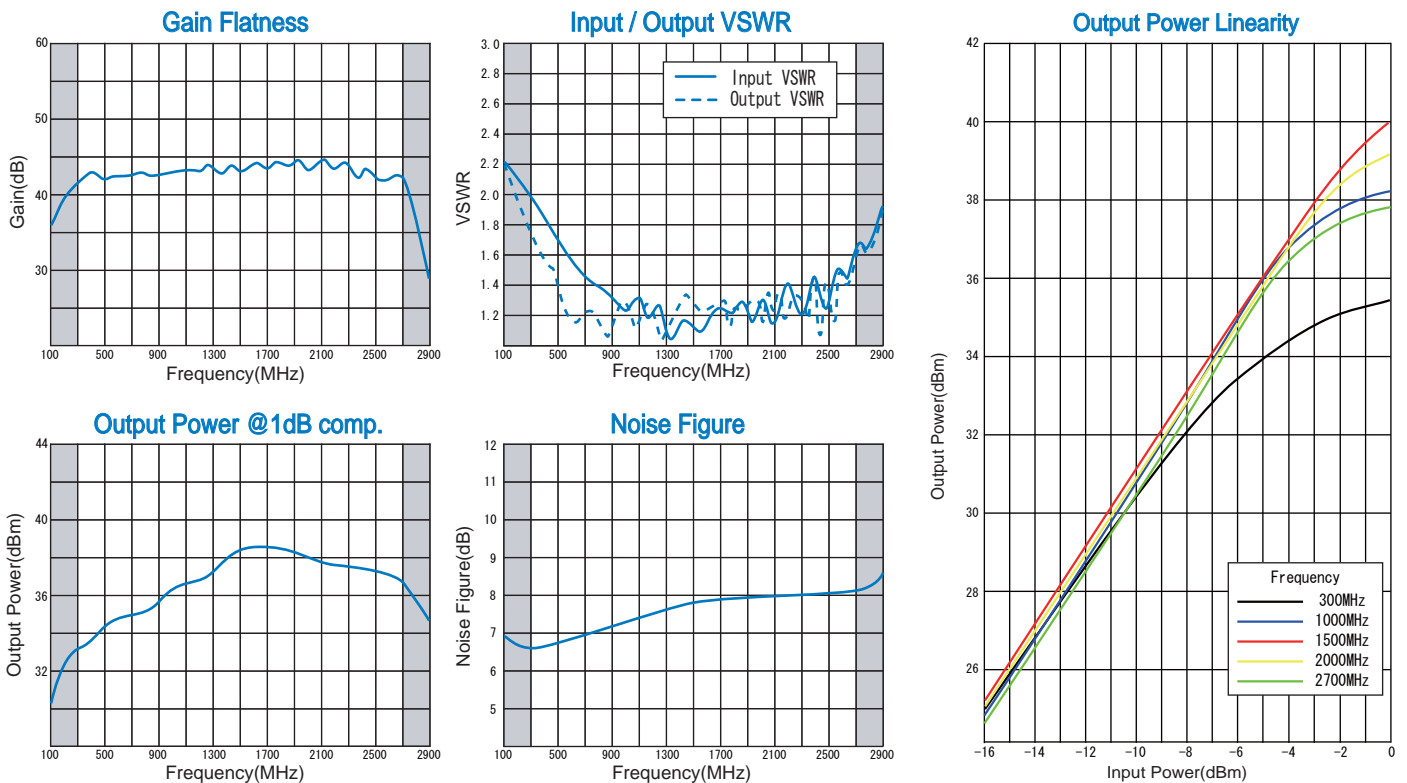 Gain Flatness
60
50
40
30
Gain(dB)
100 500 900 1300 1700 2100 2500 2900
Frequency(MHz)
Input / Output VSWR
3.0
2.8
2.6
2.4
2.2
2.0
1.8
1.6
1.4
1.2
VSWR
Input VSWR
Output VSWR
100 500 900 1300 1700 2100 2500 2900
Frequency(MHz)
Output Power @1dB comp.
44
40
36
32
Output Power(dBm)
100 500 900 1300 1700 2100 2500 2900
Frequency(MHz)
Noise Figure
12
11
10
9
8
7
6
5
4
Noise Figure(dB)
100 500 900 1300 1700 2100 2500 2900
Frequency(MHz)
Output Power Linearity
42
40
38
36
34
32
30
28
26
Output Power(dBm)
Frequency
300MHz
1000MHz
1500MHz
2000MHz
2700MHz
-16 -14 -12 -10 -8 -6 -4 -2 0
Input Power(dBm)